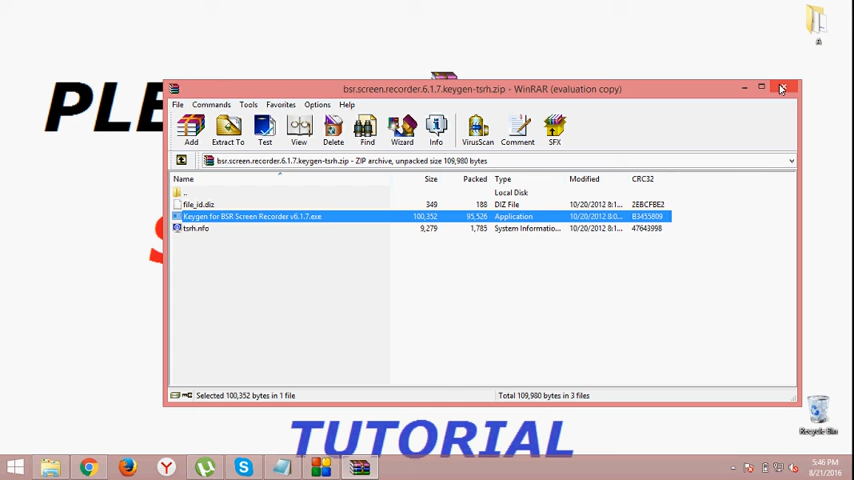 A
PLE
bsr.screen.recorder.6.1.7.keygen-tsrh.zip - WinRAR (evaluation copy)
File Commands Tools Favorites Options Help
Add Extract To Test View Delete Find Wizard Info VirusScan Comment SFX
bsr.screen.recorder.6.1.7.keygen-tsrh.zip - ZIP archive, unpacked size 109,980 bytes
Name Size Packed Type Modified CRC32
.. Local Disk
file_id.diz 349 188 DIZ File 10/20/2012 8:1... 2EBCFBE2
Keygen for BSR Screen Recorder v6.1.7.exe 100,352 95,526 Application 10/20/2012 8:0... B3455809
tsrh.nfo 9,279 1,785 System Informatio... 10/20/2012 8:1... 47643998
Selected 100,352 bytes in 1 file Total 109,980 bytes in 3 files
Recycle Bin
TUTORIAL
5:46 PM
8/21/2016